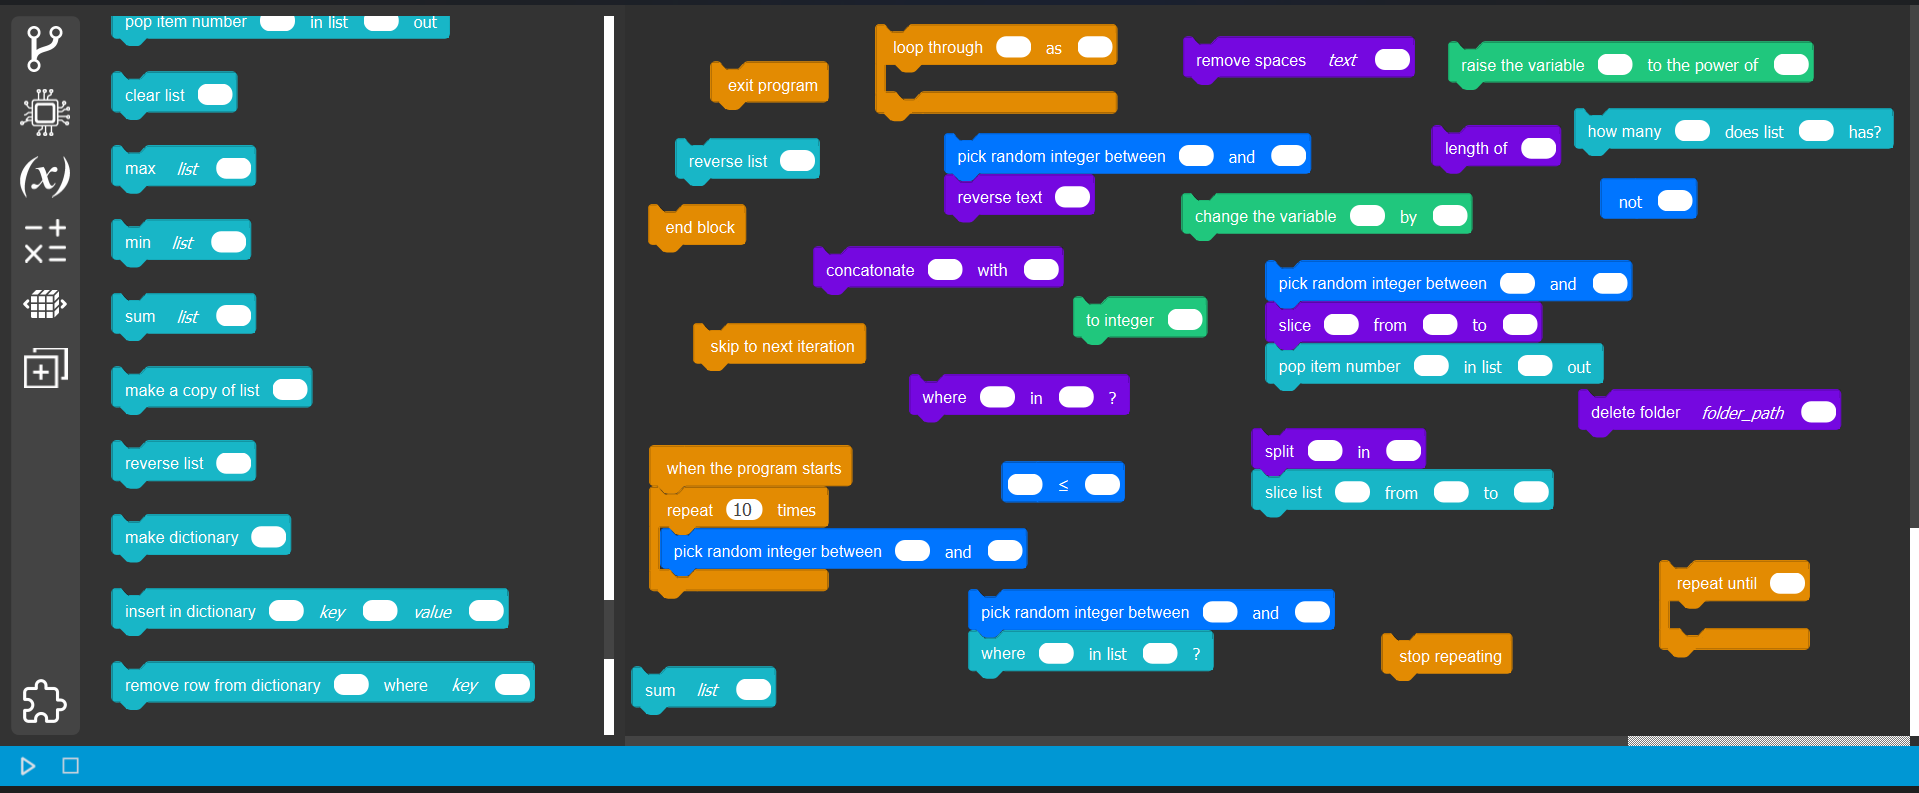 pop item number in list out
clear list
max list
min list
sum list
make a copy of list
reverse list
make dictionary
insert in dictionary key value
remove row from dictionary where key
(x)
exit program
loop through as
remove spaces text
raise the variable to the power of
reverse list
pick random integer between and
reverse text
length of
how many does list has?
not
end block
change the variable by
concatonate with
to integer
pick random integer between and
slice from to
pop item number in list out
skip to next iteration
where in ?
delete folder folder_path
when the program starts
repeat 10 times
pick random integer between and
≤
split in
slice list from to
pick random integer between and
where in list ?
repeat until
stop repeating
sum list